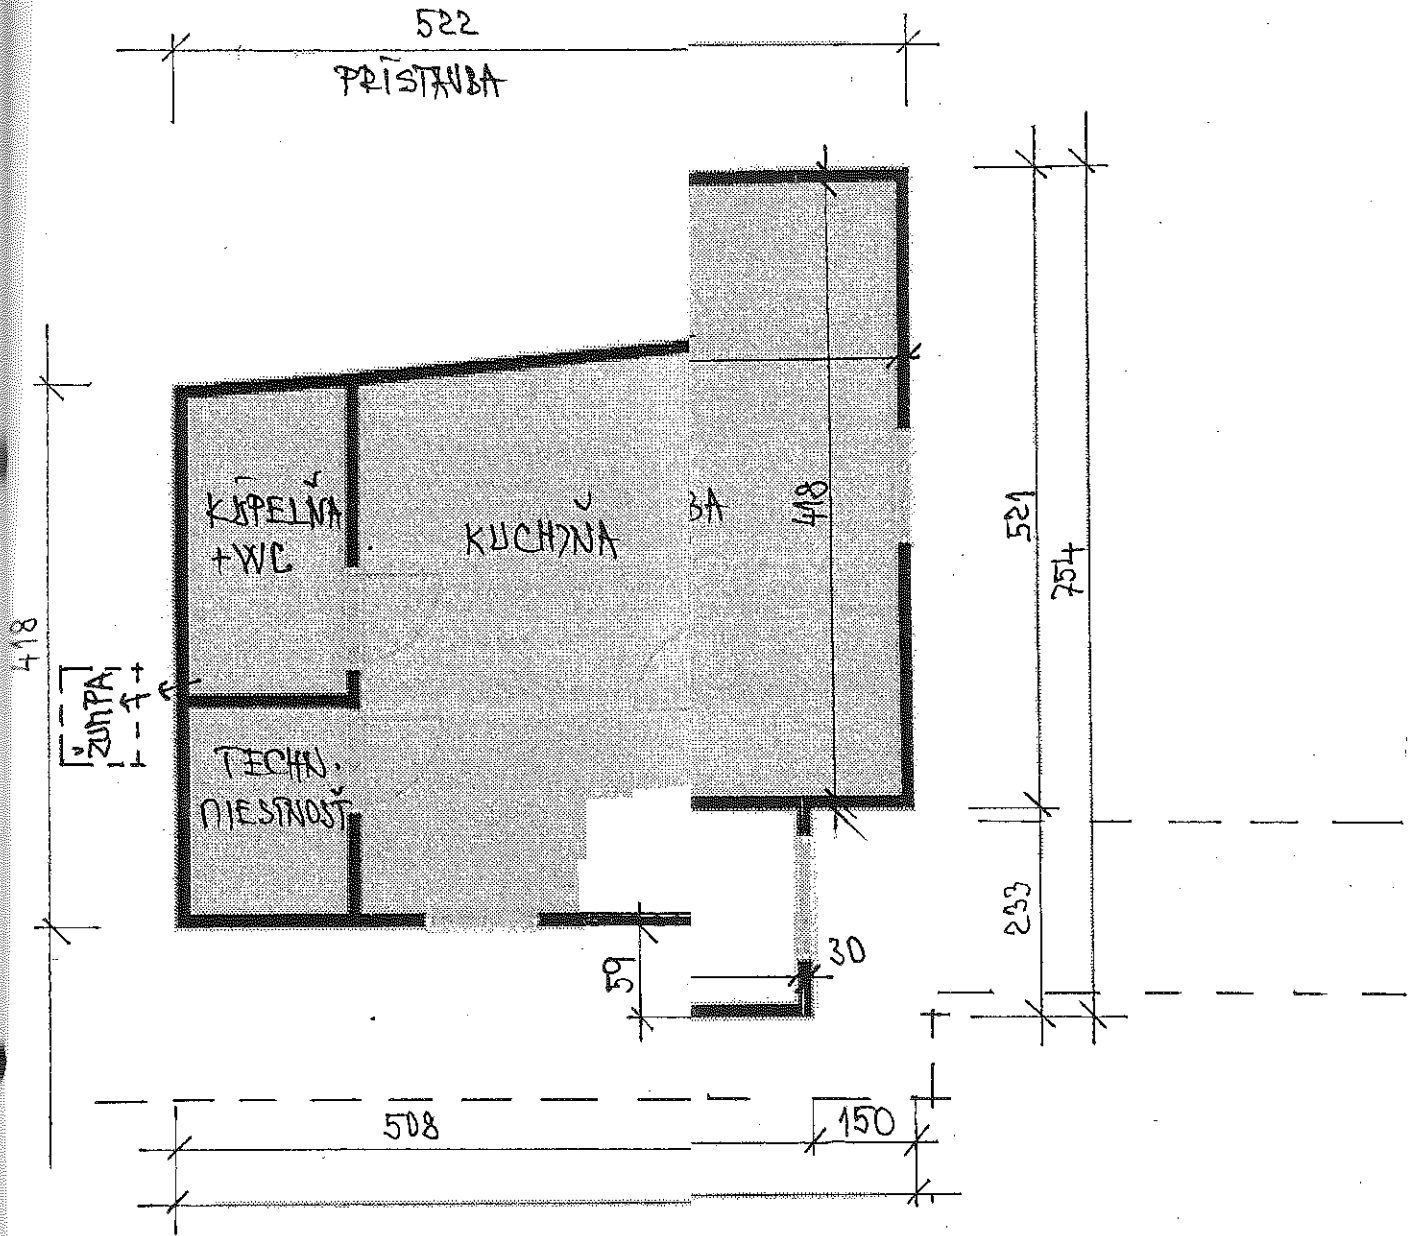 522
PRÍSTAVBA
KÚPEĽŇA
+WC
KUCHYŇA
BA
418
521
754
418
ŽUMPA
TECHN.
MIESTNOSŤ
233
30
59
508
150